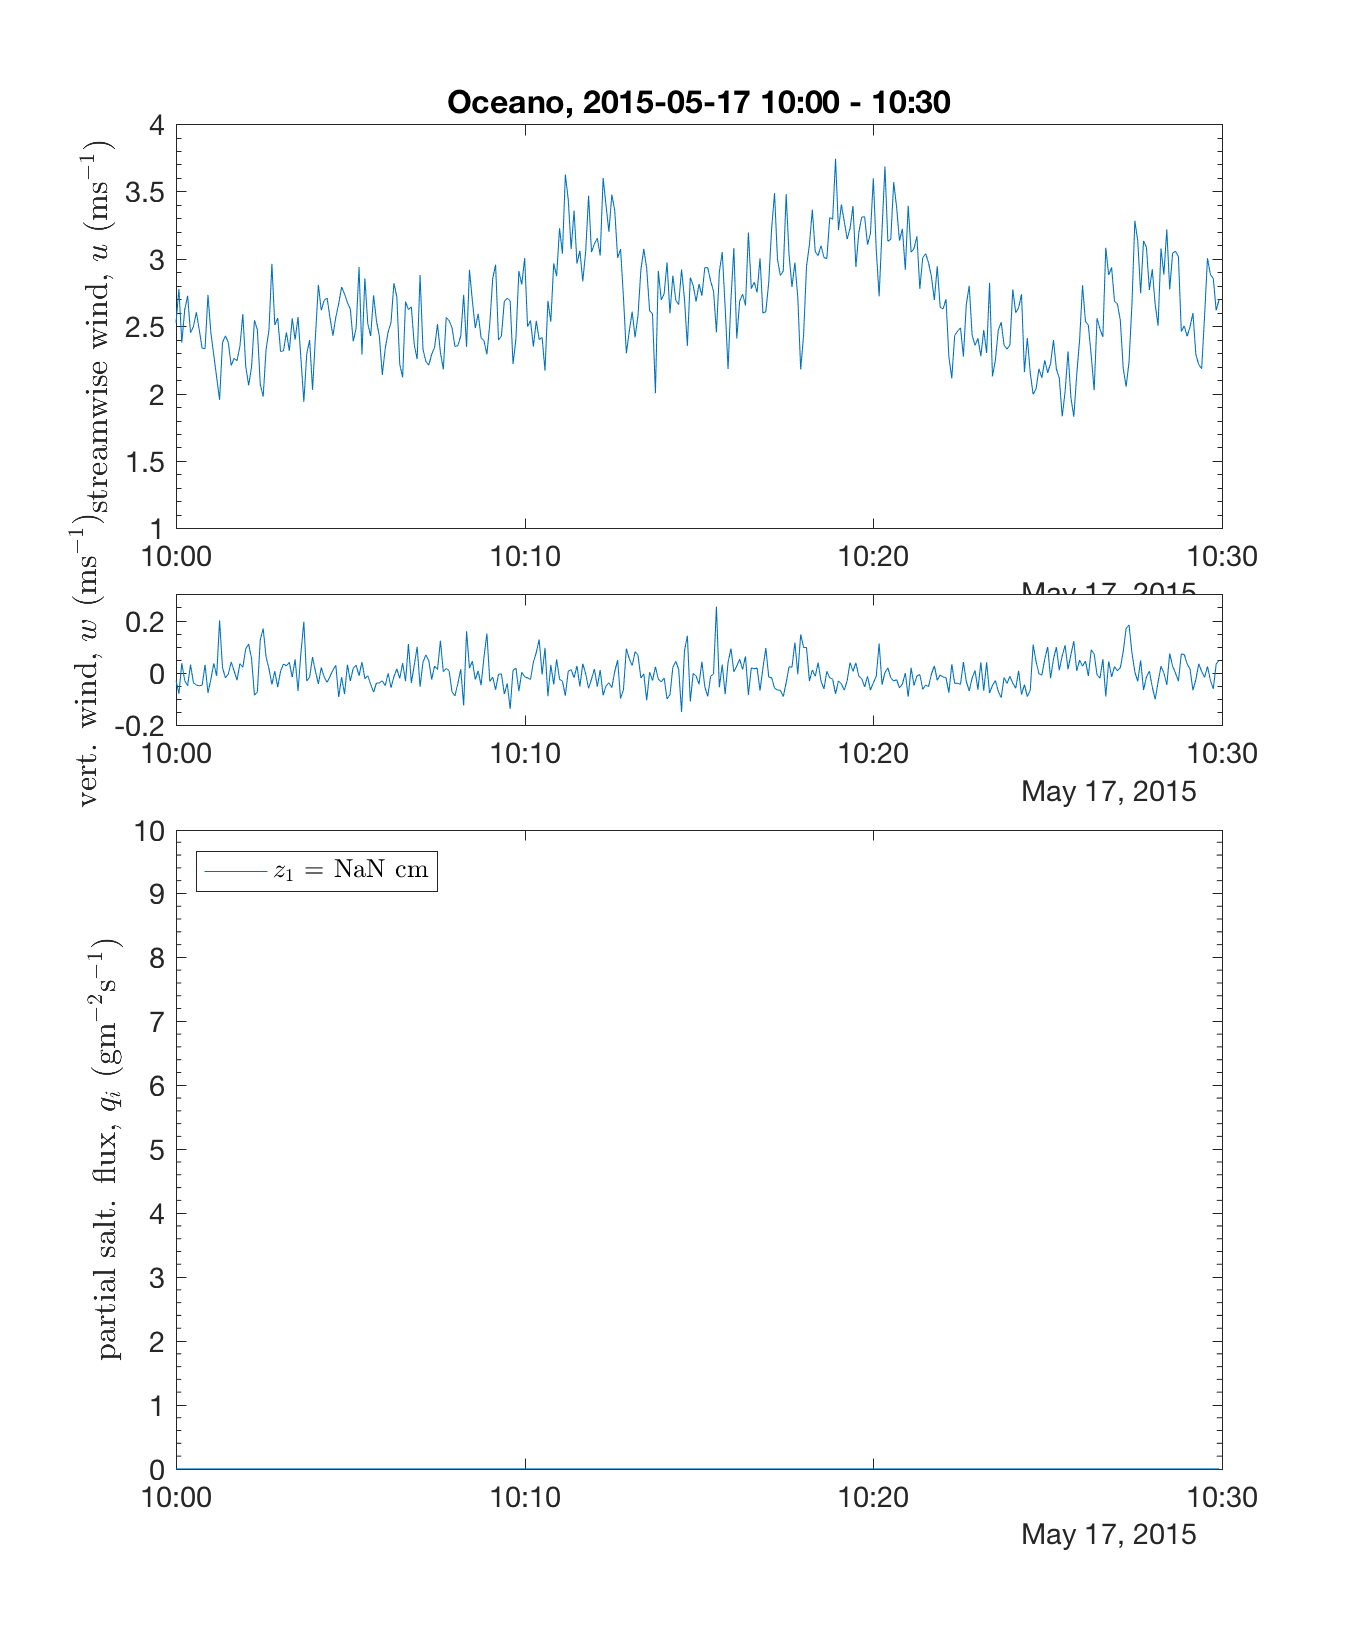 Oceano, 2015-05-17 10:00 - 10:30
streamwise wind, u (ms⁻¹)
4
3.5
3
2.5
2
1.5
1
10:00 10:10 10:20 10:30
May 17, 2015
vert. wind, w (ms⁻¹)
0.2
0
-0.2
10:00 10:10 10:20 10:30
May 17, 2015
partial salt. flux, qᵢ (gm⁻²s⁻¹)
10
z₁ = NaN cm
9
8
7
6
5
4
3
2
1
0
10:00 10:10 10:20 10:30
May 17, 2015